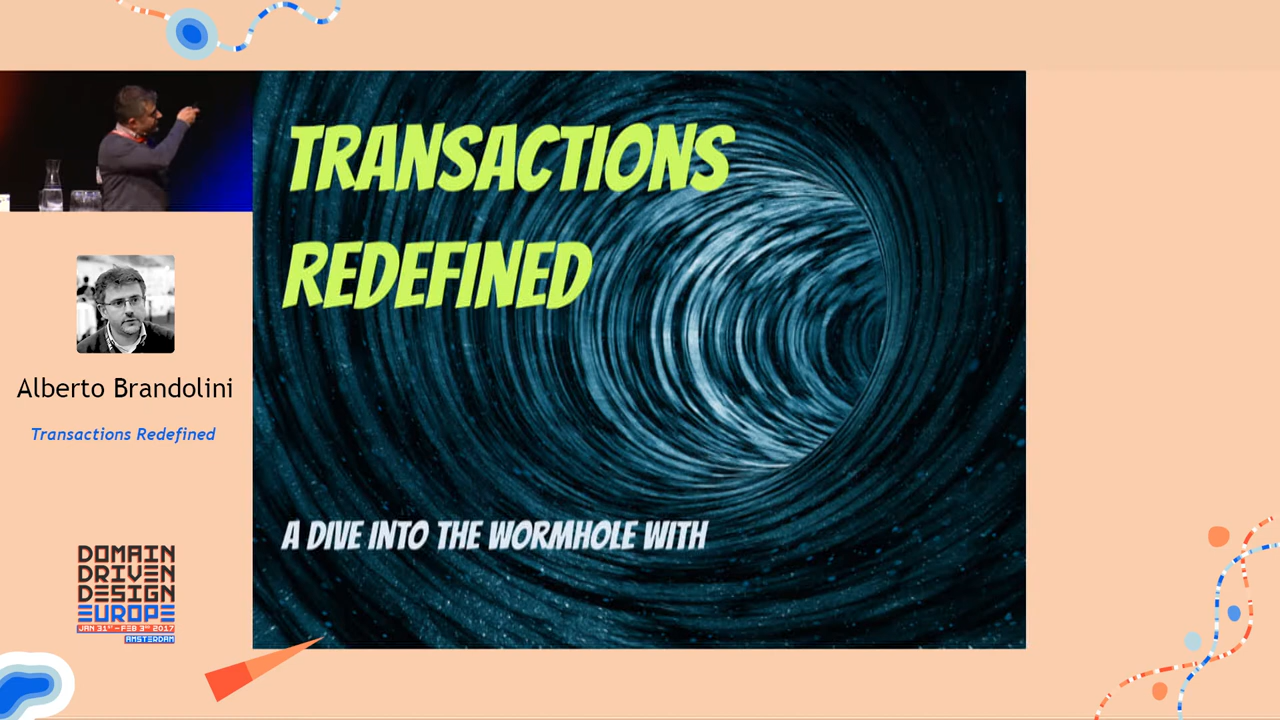 TRANSACTIONS
REDEFINED
A DIVE INTO THE WORMHOLE WITH
Alberto Brandolini
Transactions Redefined
DOMAIN
DRIVEN
DESIGN
EUROPE
JAN 31ST-FEB 3RD 2017
AMSTERDAM